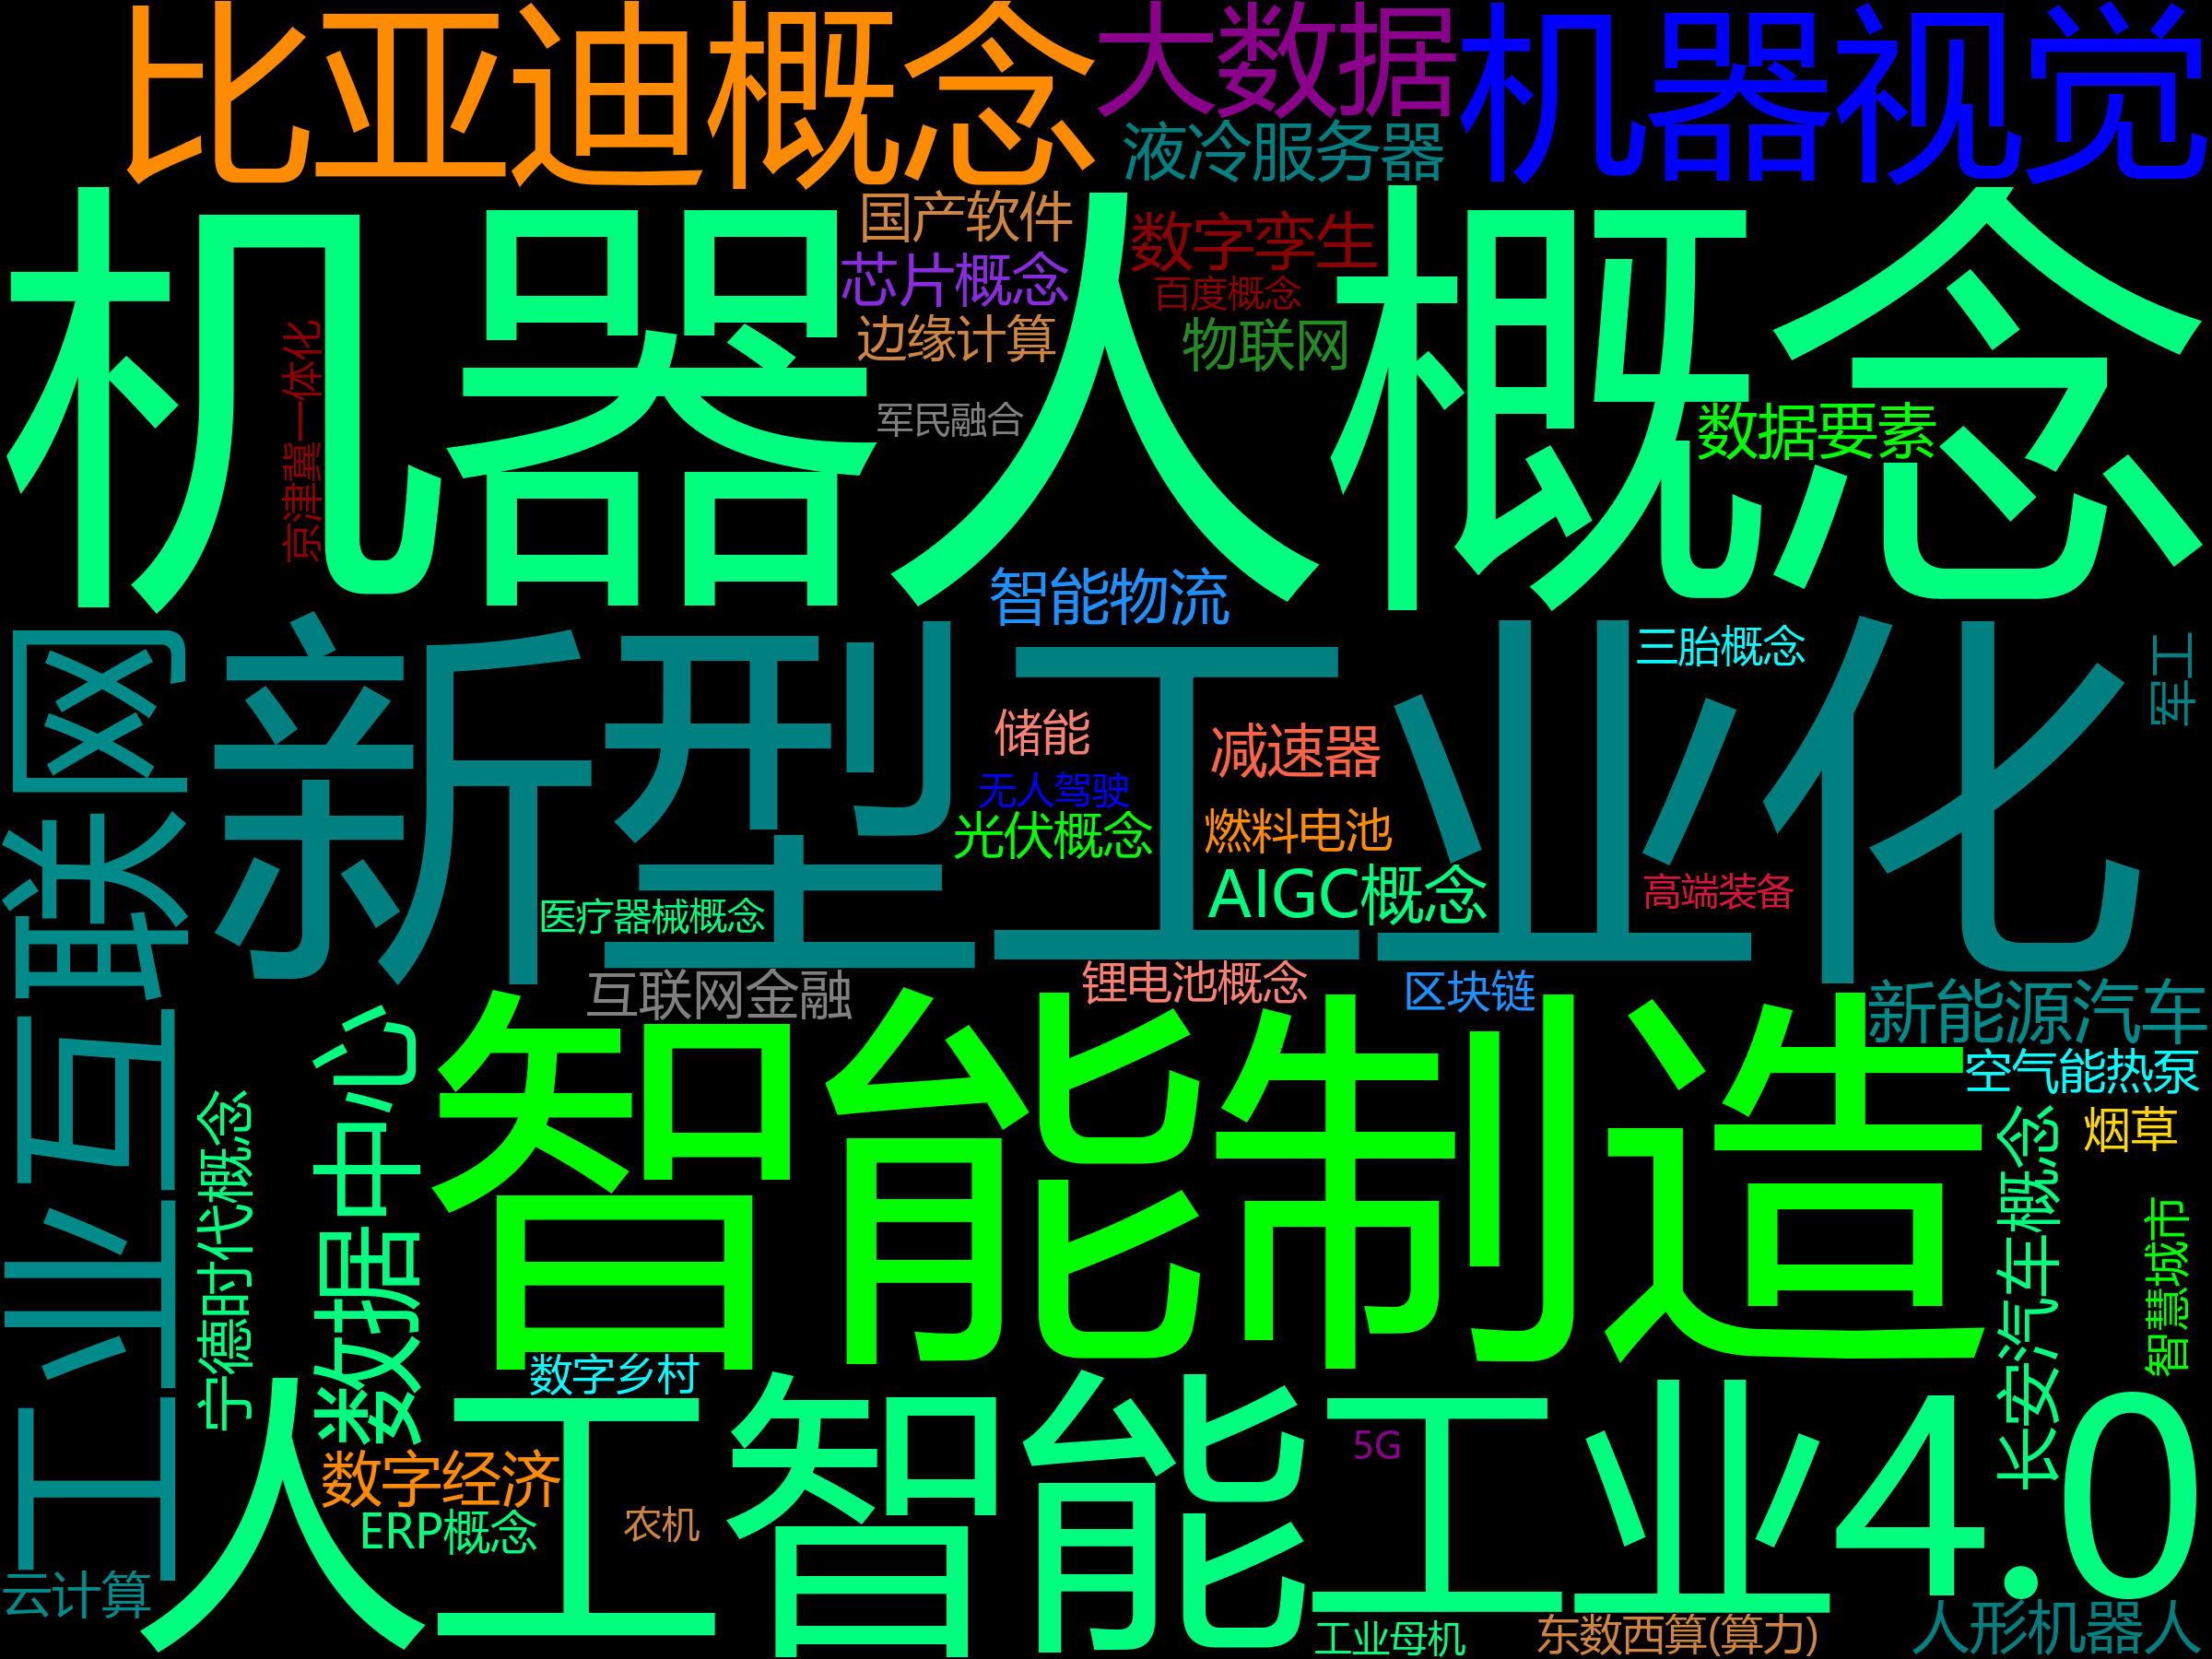 比亚迪概念
大数据
机器视觉
液冷服务器
机器人概念
国产软件
数字孪生
芯片概念
百度概念
边缘计算
物联网
军民融合
数据要素
京津冀一体化
智能物流
新型工业化
三胎概念
军工
储能
减速器
无人驾驶
光伏概念
燃料电池
AIGC概念
医疗器械概念
高端装备
工业互联网
互联网金融
锂电池概念
区块链
新能源汽车
智能制造
空气能热泵
烟草
宁德时代概念
数据中心
长安汽车概念
智慧城市
数字乡村
人工智能
工业4.0
数字经济
5G
ERP概念
农机
云计算
工业母机
东数西算(算力)
人形机器人